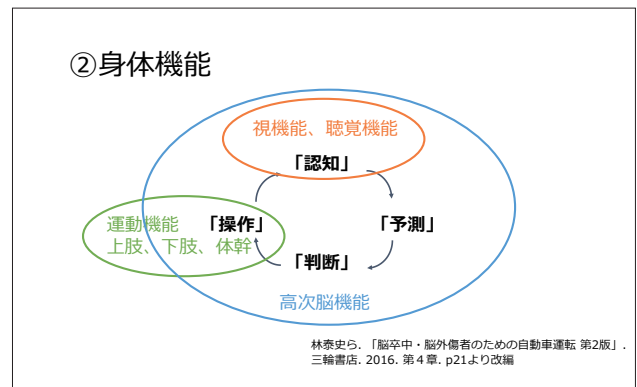 ②身体機能
視機能、聴覚機能
「認知」
運動機能
「操作」
「予測」
上肢、下肢、体幹
「判断」
高次脳機能
林泰史ら. 「脳卒中・脳外傷者のための自動車運転 第2版」.
三輪書店. 2016. 第４章. p21より改編